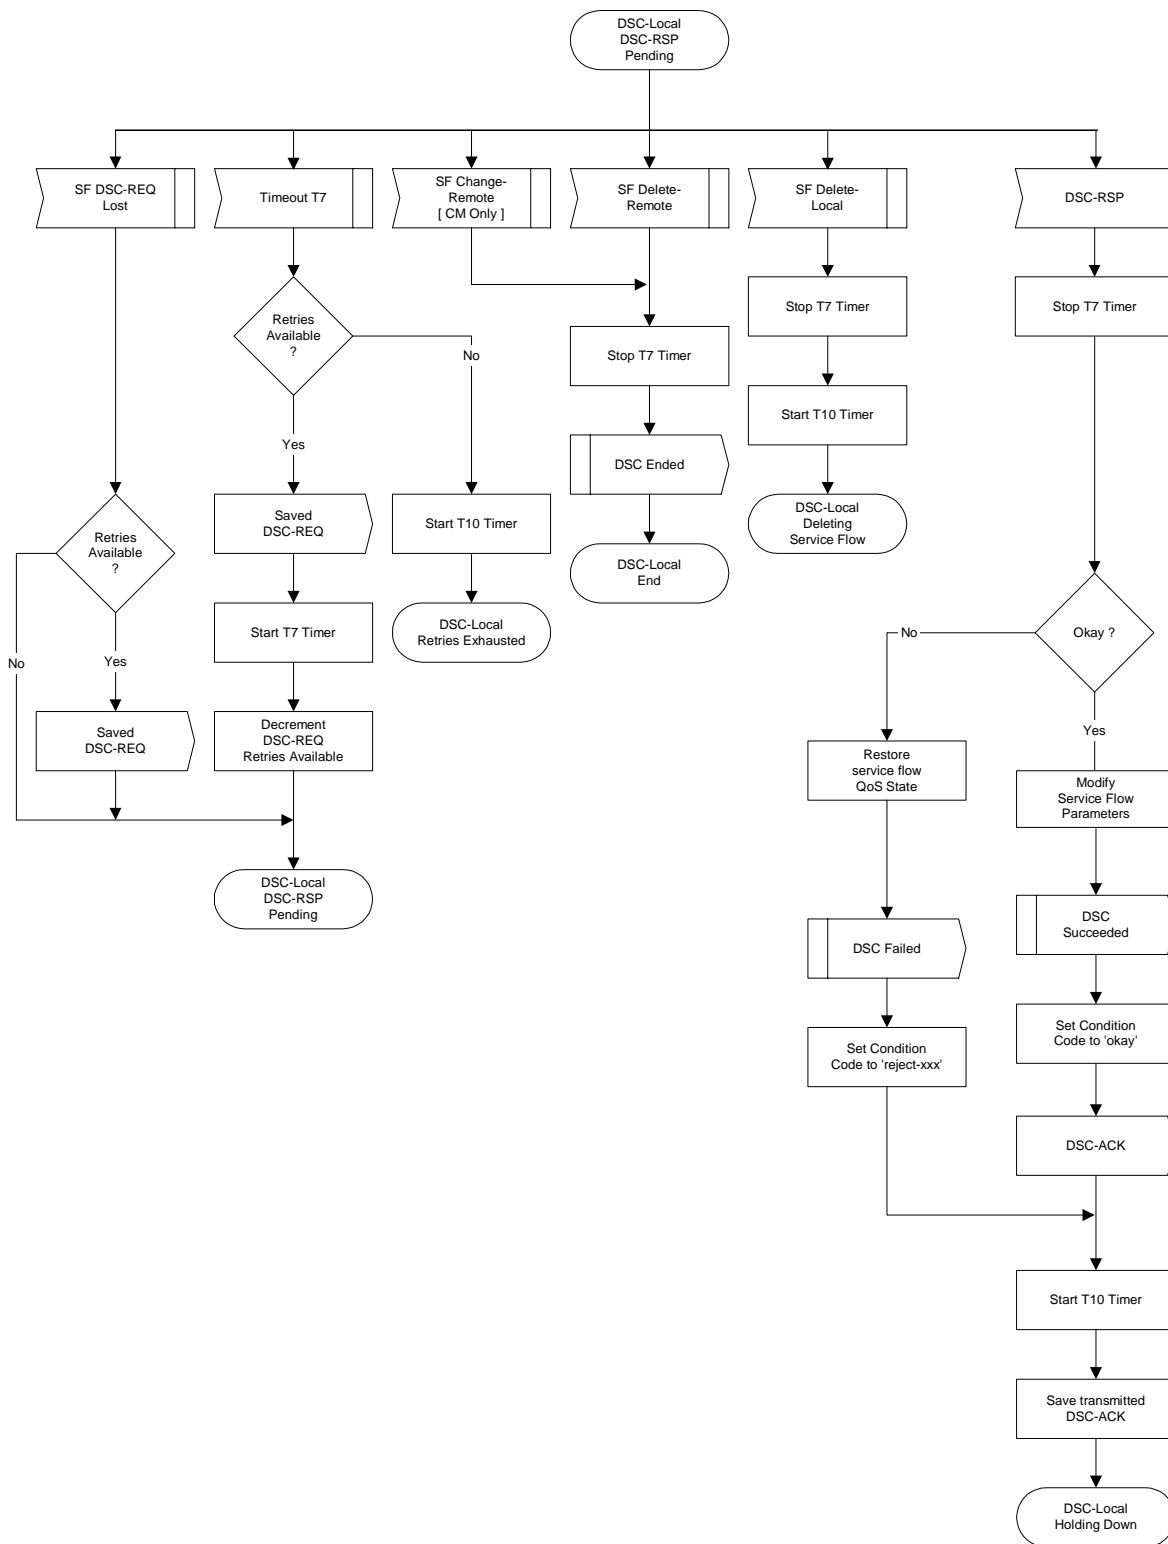 DSC-Local
DSC-RSP
Pending
SF DSC-REQ
Lost
Timeout T7
SF Change-
Remote
[ CM Only ]
SF Delete-
Remote
SF Delete-
Local
DSC-RSP
Retries
Available
?
No
Stop T7 Timer
Stop T7 Timer
Stop T7 Timer
Yes
DSC Ended
Start T10 Timer
Retries
Available
?
Saved
DSC-REQ
Start T10 Timer
DSC-Local
End
DSC-Local
Deleting
Service Flow
No
Yes
Start T7 Timer
DSC-Local
Retries Exhausted
No
Okay ?
Yes
Saved
DSC-REQ
Decrement
DSC-REQ
Retries Available
Restore
service flow
QoS State
Modify
Service Flow
Parameters
DSC-Local
DSC-RSP
Pending
DSC Failed
DSC
Succeeded
Set Condition
Code to 'reject-xxx'
Set Condition
Code to 'okay'
DSC-ACK
Start T10 Timer
Save transmitted
DSC-ACK
DSC-Local
Holding Down